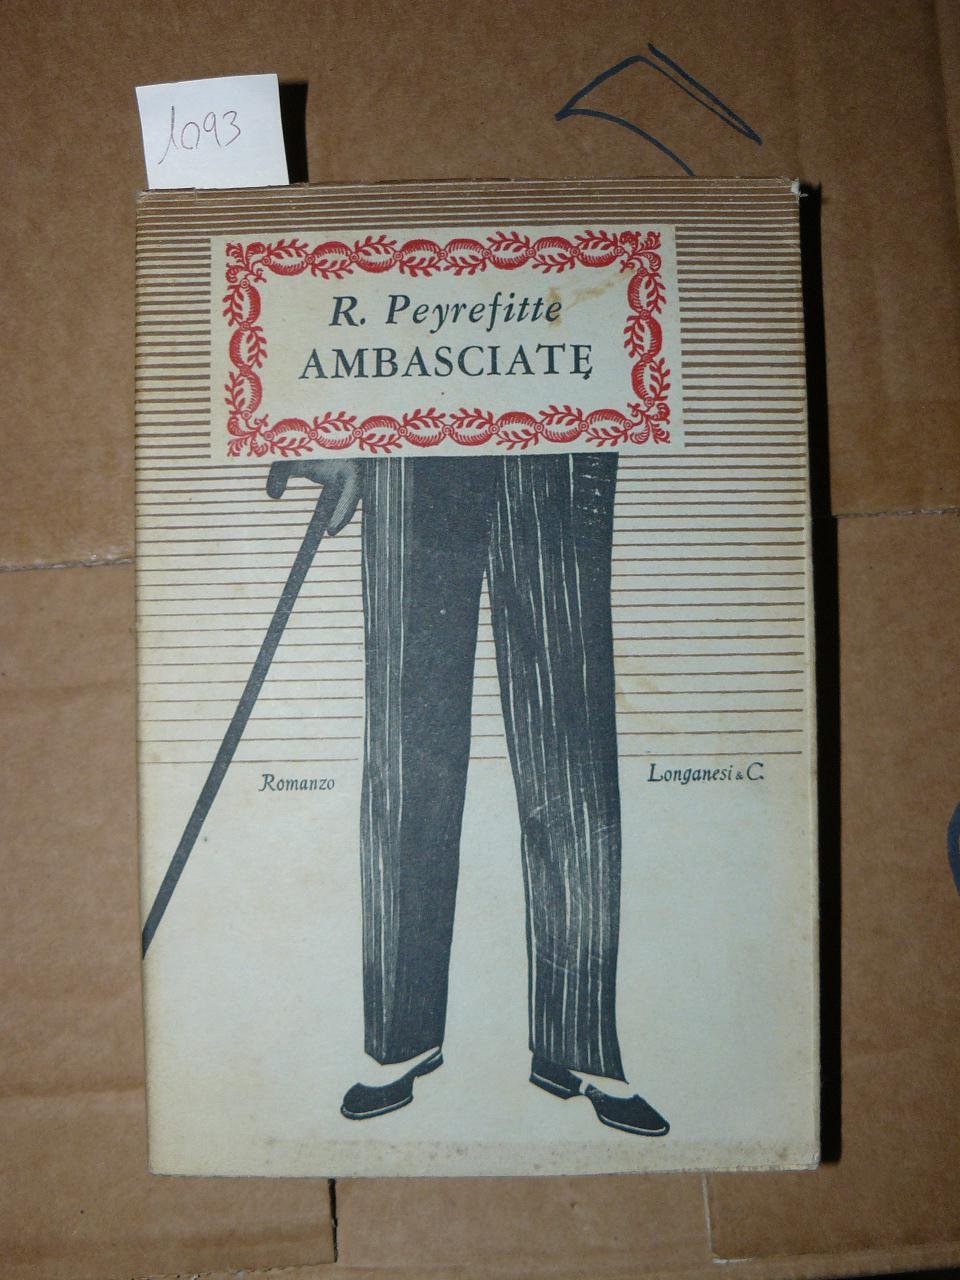 1093
R. Peyrefitte
AMBASCIATE
Romanzo
Longanesi & C.